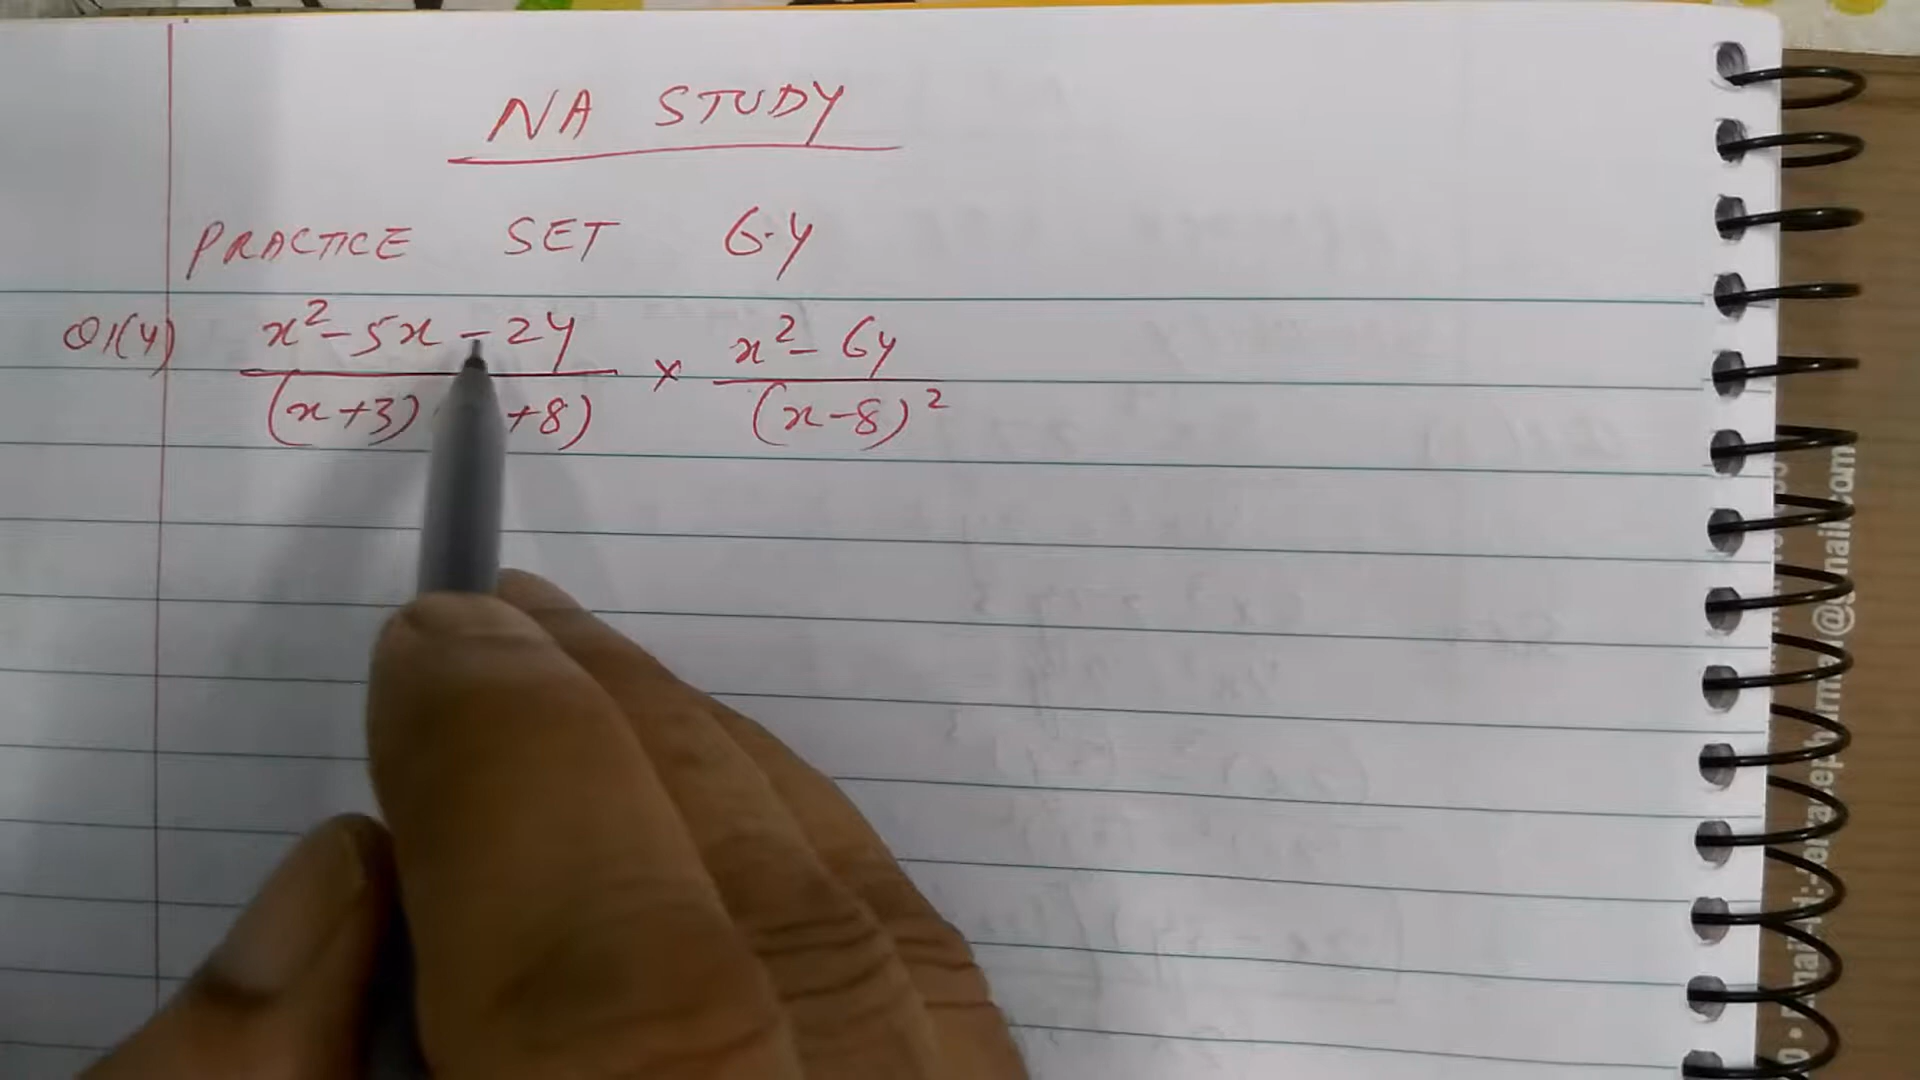 NA STUDY
PRACTICE SET 6.4
Q1(4) x² - 5x - 24 / (x+3) +8) × x² - 64 / (x-8)²